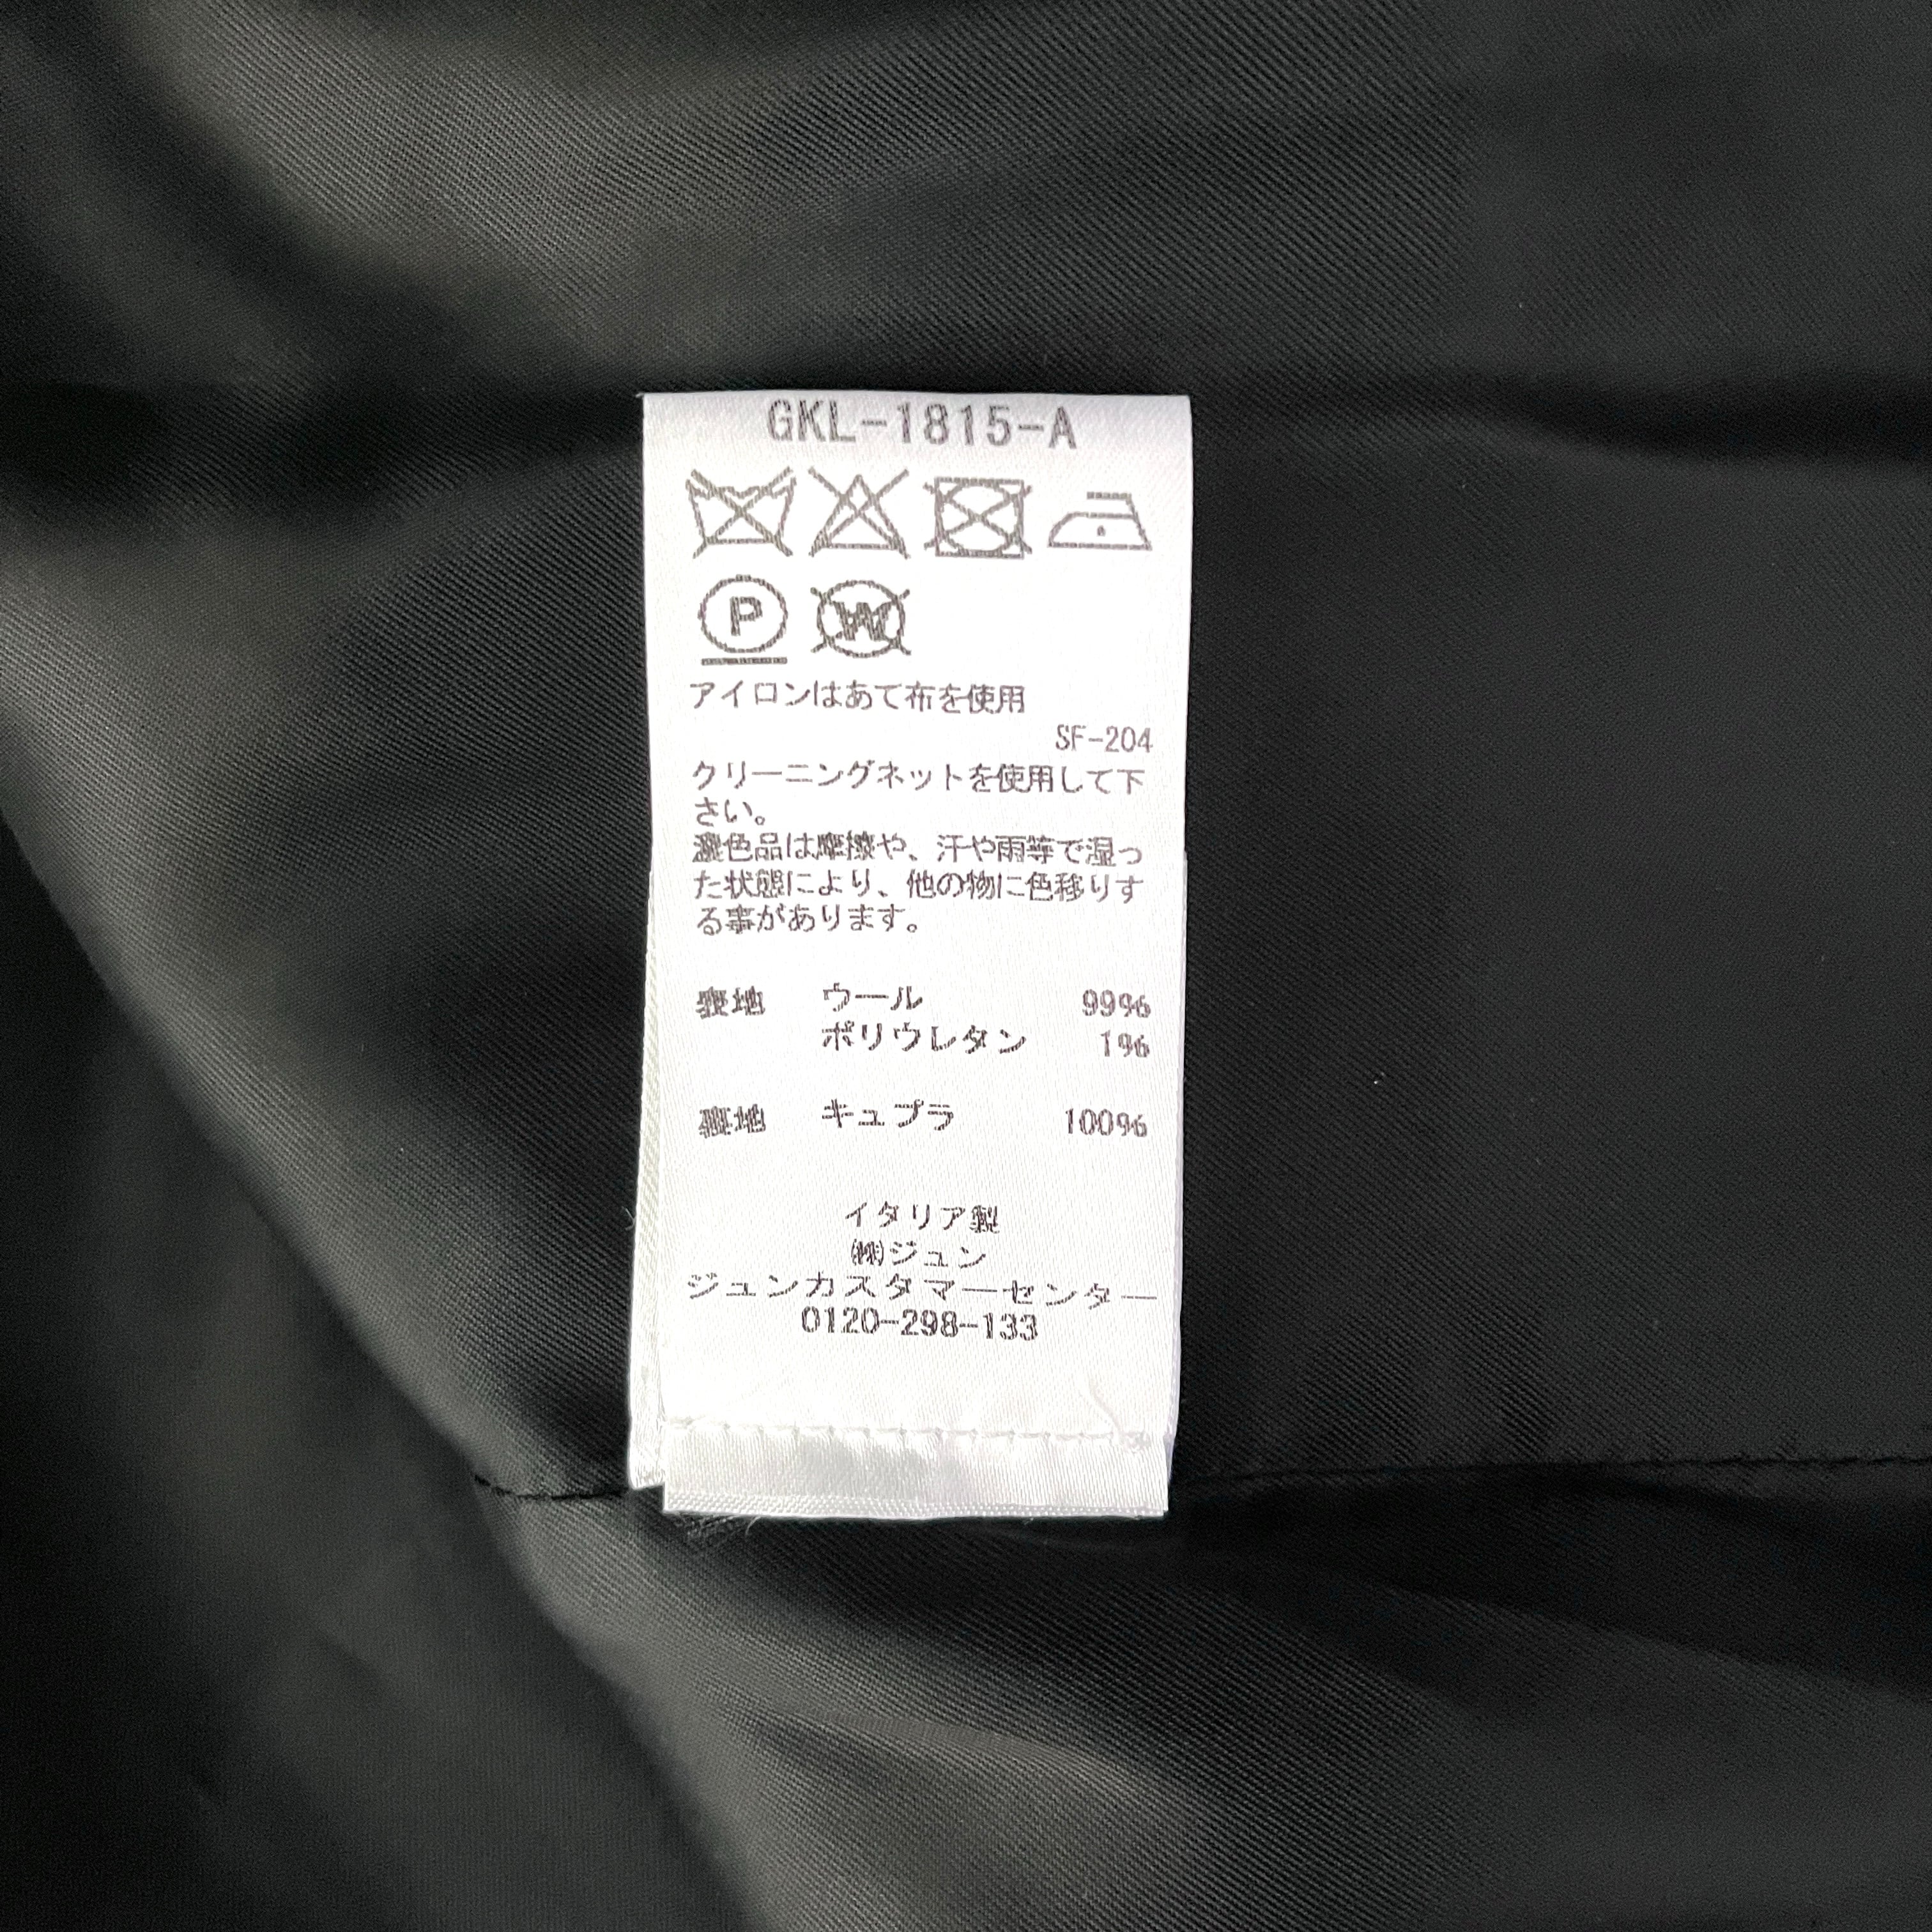 GKL-1815-A
P
W
アイロンはあて布を使用
SF-204
クリーニングネットを使用して下
さい。
濃色品は摩擦や、汗や雨等で湿っ
た状態により、他の物に色移りす
る事があります。
表地 ウール 99%
ポリウレタン 1%
裏地 キュプラ 100%
イタリア製
㈱ジュン
ジュンカスタマーセンター
0120-298-133